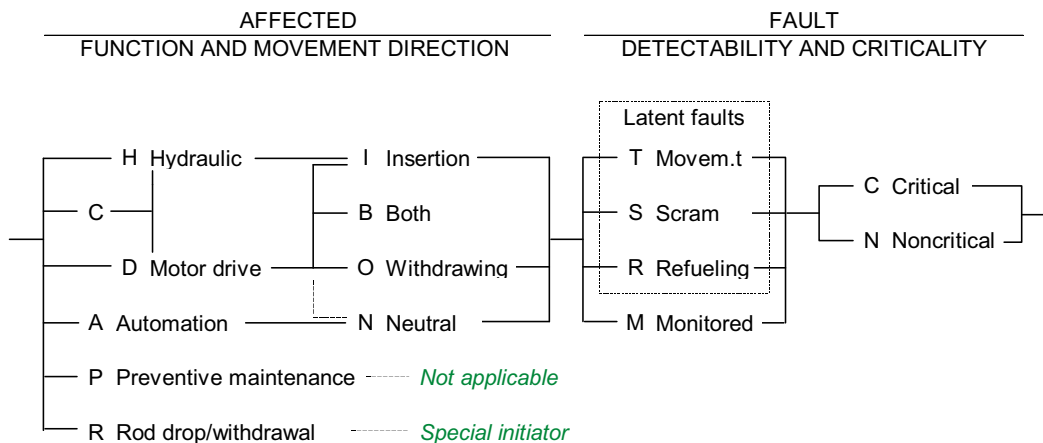 AFFECTED FAULT
FUNCTION AND MOVEMENT DIRECTION DETECTABILITY AND CRITICALITY
Latent faults
H Hydraulic I Insertion T Movem.t
C Critical
C B Both S Scram
N Noncritical
D Motor drive O Withdrawing R Refueling
A Automation N Neutral M Monitored
P Preventive maintenance Not applicable
R Rod drop/withdrawal Special initiator